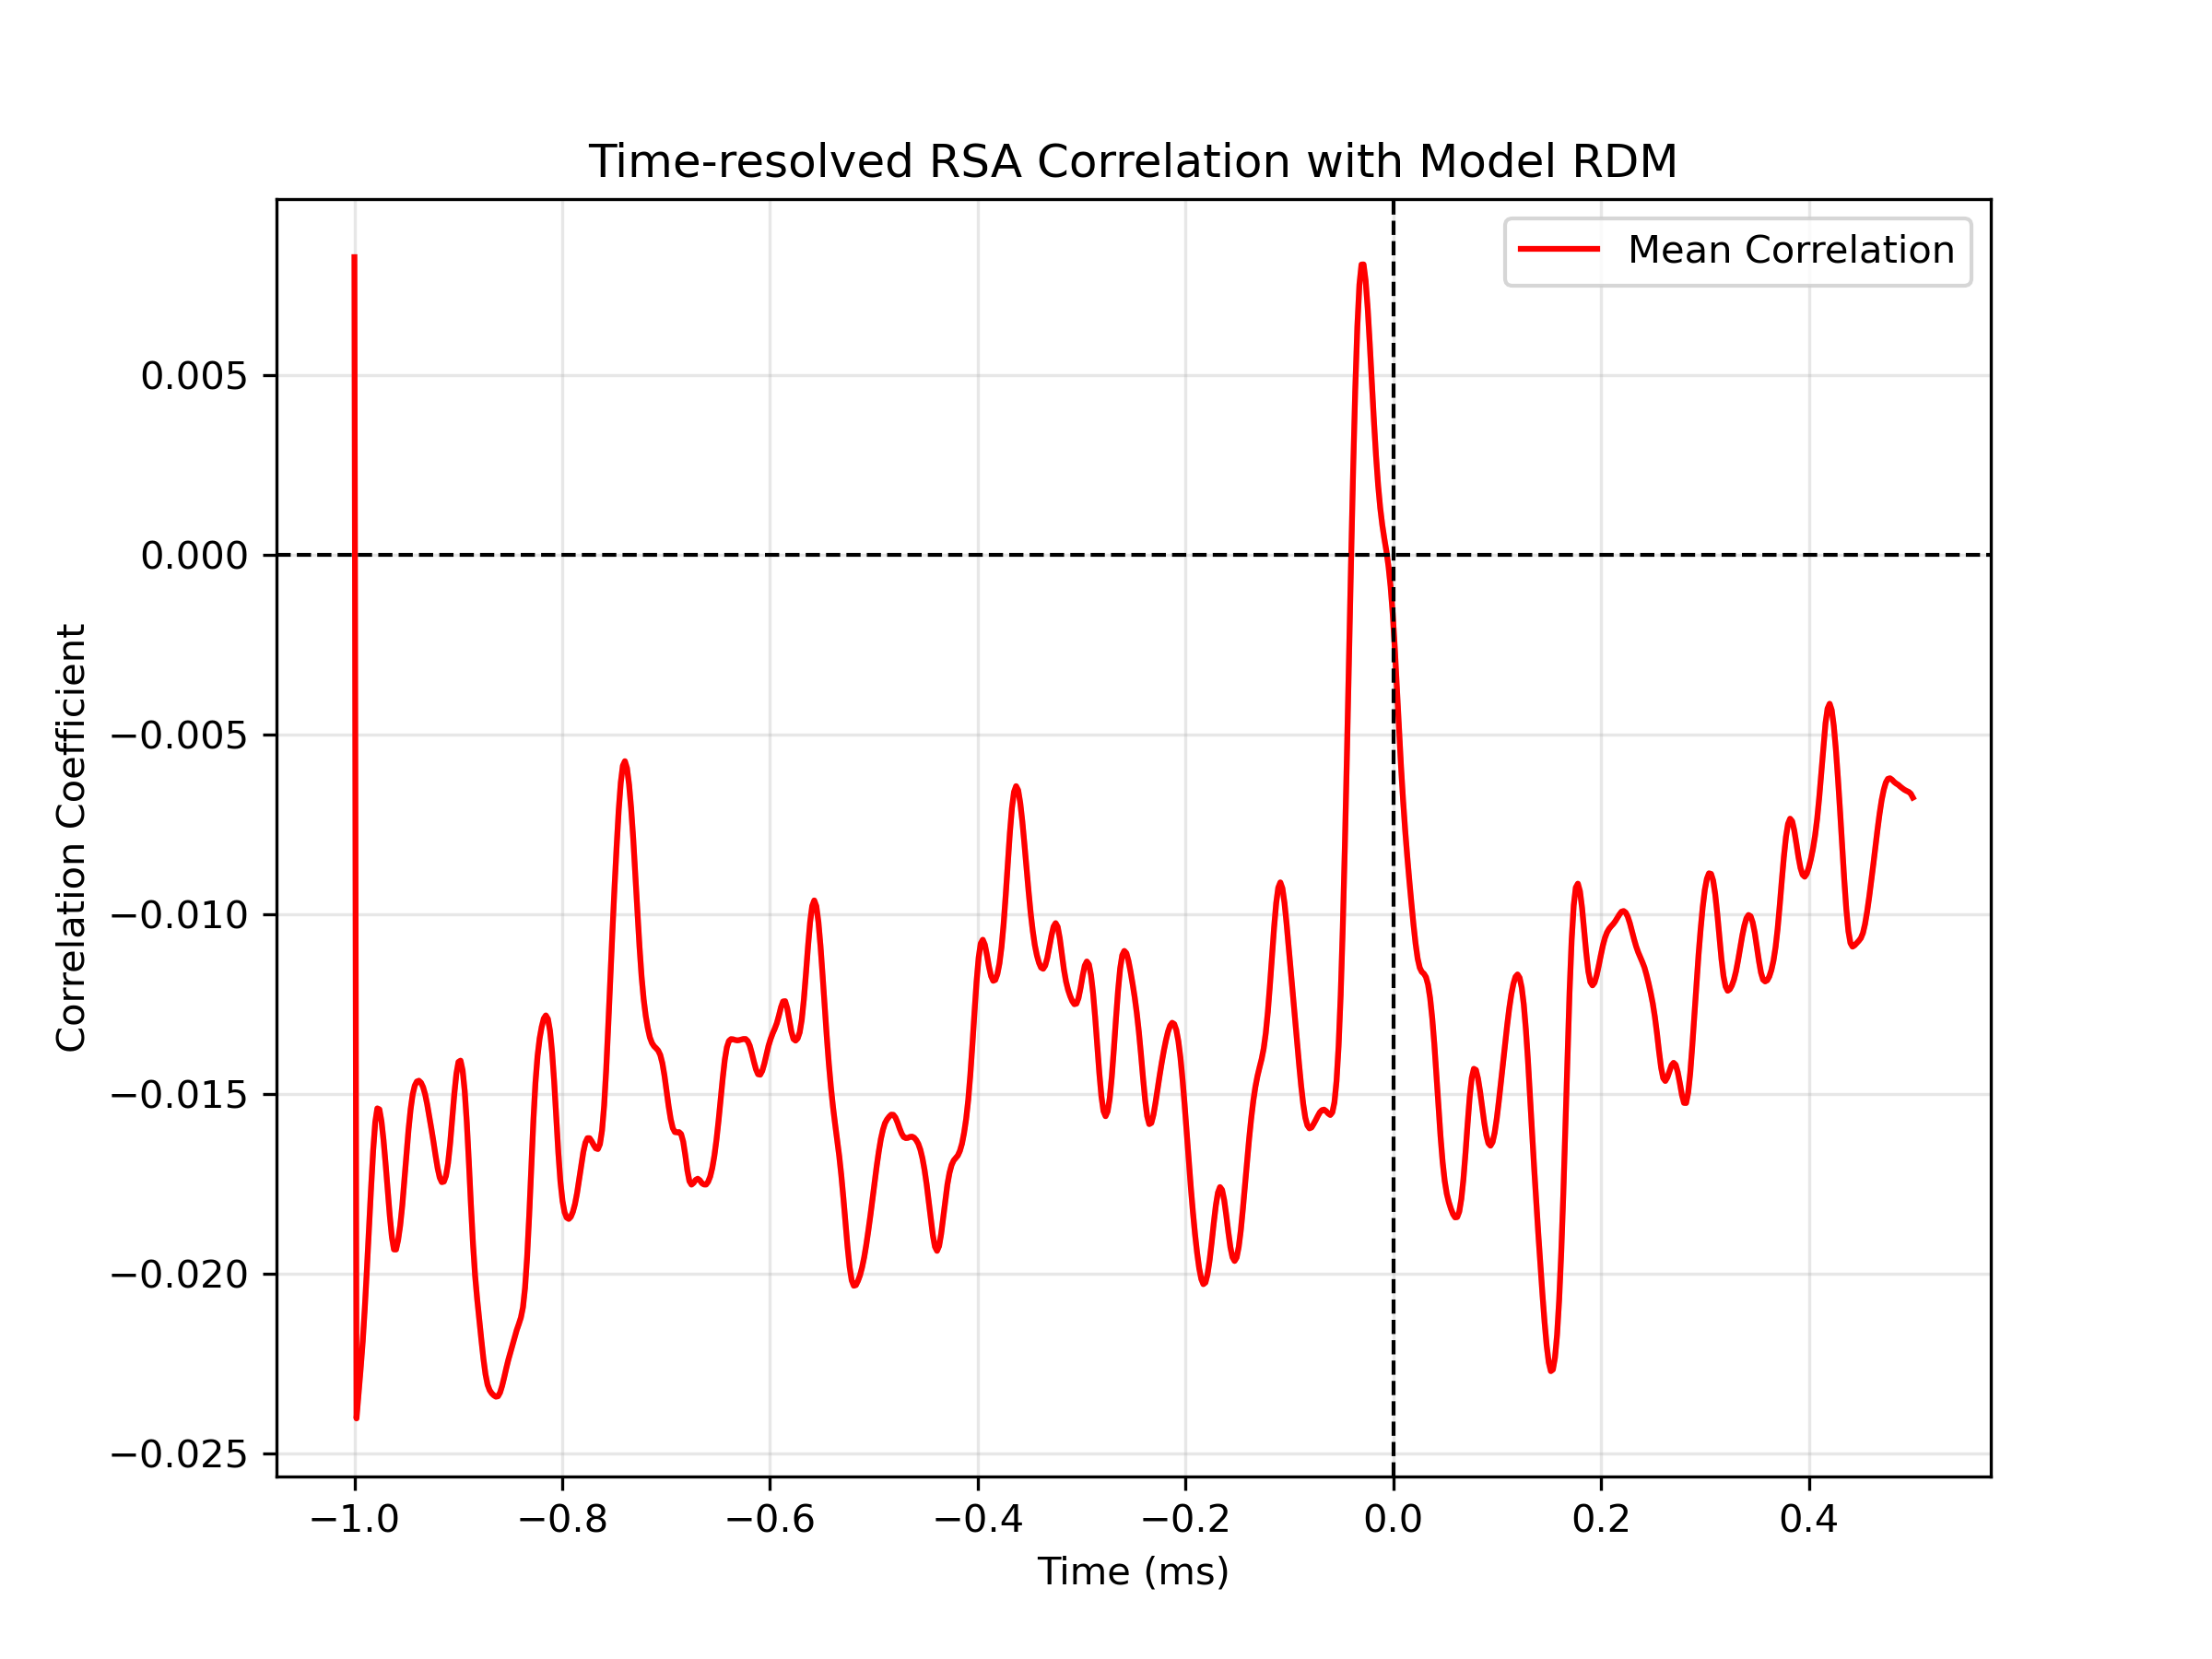 Time-resolved RSA Correlation with Model RDM
Mean Correlation
Correlation Coefficient
0.005
0.000
−0.005
−0.010
−0.015
−0.020
−0.025
−1.0 −0.8 −0.6 −0.4 −0.2 0.0 0.2 0.4
Time (ms)